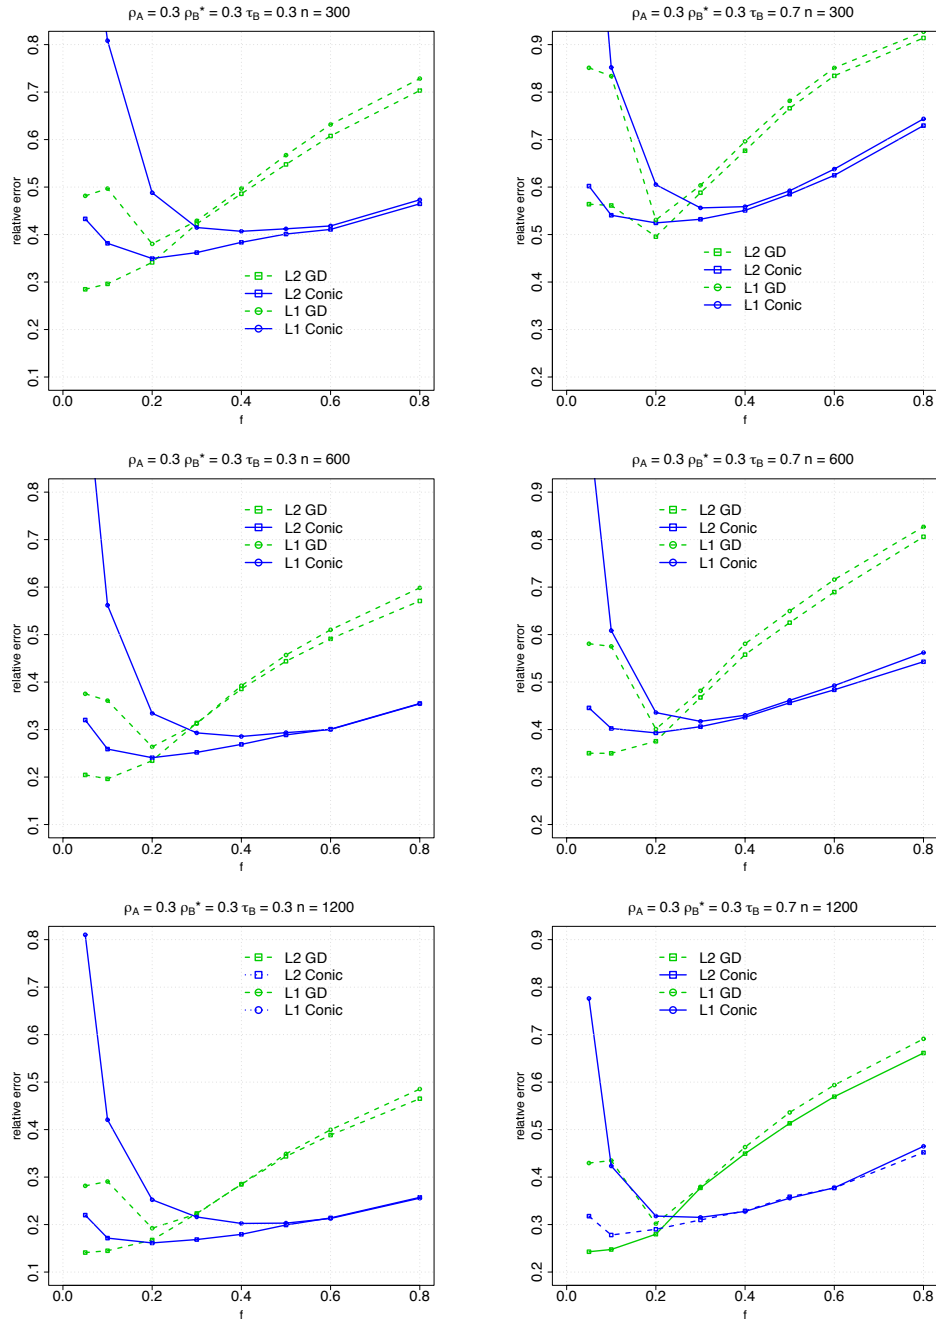 ρA = 0.3 ρB* = 0.3 τB = 0.3 n = 300
relative error
0.8
0.7
0.6
0.5
0.4
0.3
0.2
0.1
L2 GD
L2 Conic
L1 GD
L1 Conic
0.0 0.2 0.4 0.6 0.8
f
ρA = 0.3 ρB* = 0.3 τB = 0.7 n = 300
relative error
0.9
0.8
0.7
0.6
0.5
0.4
0.3
0.2
L2 GD
L2 Conic
L1 GD
L1 Conic
0.0 0.2 0.4 0.6 0.8
f
ρA = 0.3 ρB* = 0.3 τB = 0.3 n = 600
relative error
0.8
0.7
0.6
0.5
0.4
0.3
0.2
0.1
L2 GD
L2 Conic
L1 GD
L1 Conic
0.0 0.2 0.4 0.6 0.8
f
ρA = 0.3 ρB* = 0.3 τB = 0.7 n = 600
relative error
0.9
0.8
0.7
0.6
0.5
0.4
0.3
0.2
L2 GD
L2 Conic
L1 GD
L1 Conic
0.0 0.2 0.4 0.6 0.8
f
ρA = 0.3 ρB* = 0.3 τB = 0.3 n = 1200
relative error
0.8
0.7
0.6
0.5
0.4
0.3
0.2
0.1
L2 GD
L2 Conic
L1 GD
L1 Conic
0.0 0.2 0.4 0.6 0.8
f
ρA = 0.3 ρB* = 0.3 τB = 0.7 n = 1200
relative error
0.9
0.8
0.7
0.6
0.5
0.4
0.3
0.2
L2 GD
L2 Conic
L1 GD
L1 Conic
0.0 0.2 0.4 0.6 0.8
f